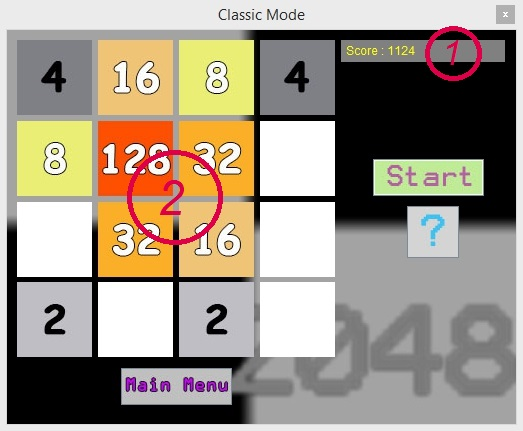 Classic Mode
x
4 16 8 4
Score : 1124
1
8 128 32
2
Start
32 16
?
2 2
2048
Main Menu